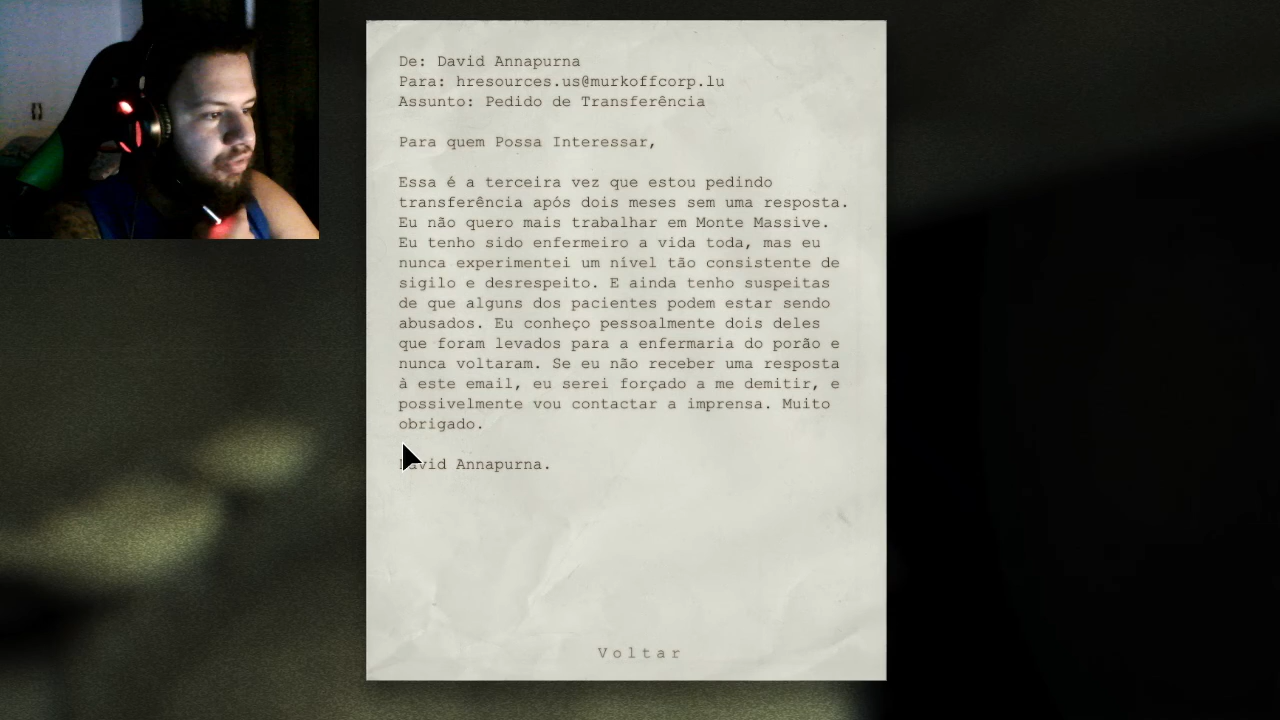 De: David Annapurna
Para: hresources.us@murkoffcorp.lu
Assunto: Pedido de Transferência
Para quem Possa Interessar,
Essa é a terceira vez que estou pedindo
transferência após dois meses sem uma resposta.
Eu não quero mais trabalhar em Monte Massive.
Eu tenho sido enfermeiro a vida toda, mas eu
nunca experimentei um nível tão consistente de
sigilo e desrespeito. E ainda tenho suspeitas
de que alguns dos pacientes podem estar sendo
abusados. Eu conheço pessoalmente dois deles
que foram levados para a enfermaria do porão e
nunca voltaram. Se eu não receber uma resposta
à este email, eu serei forçado a me demitir, e
possivelmente vou contactar a imprensa. Muito
obrigado.
David Annapurna.
Voltar